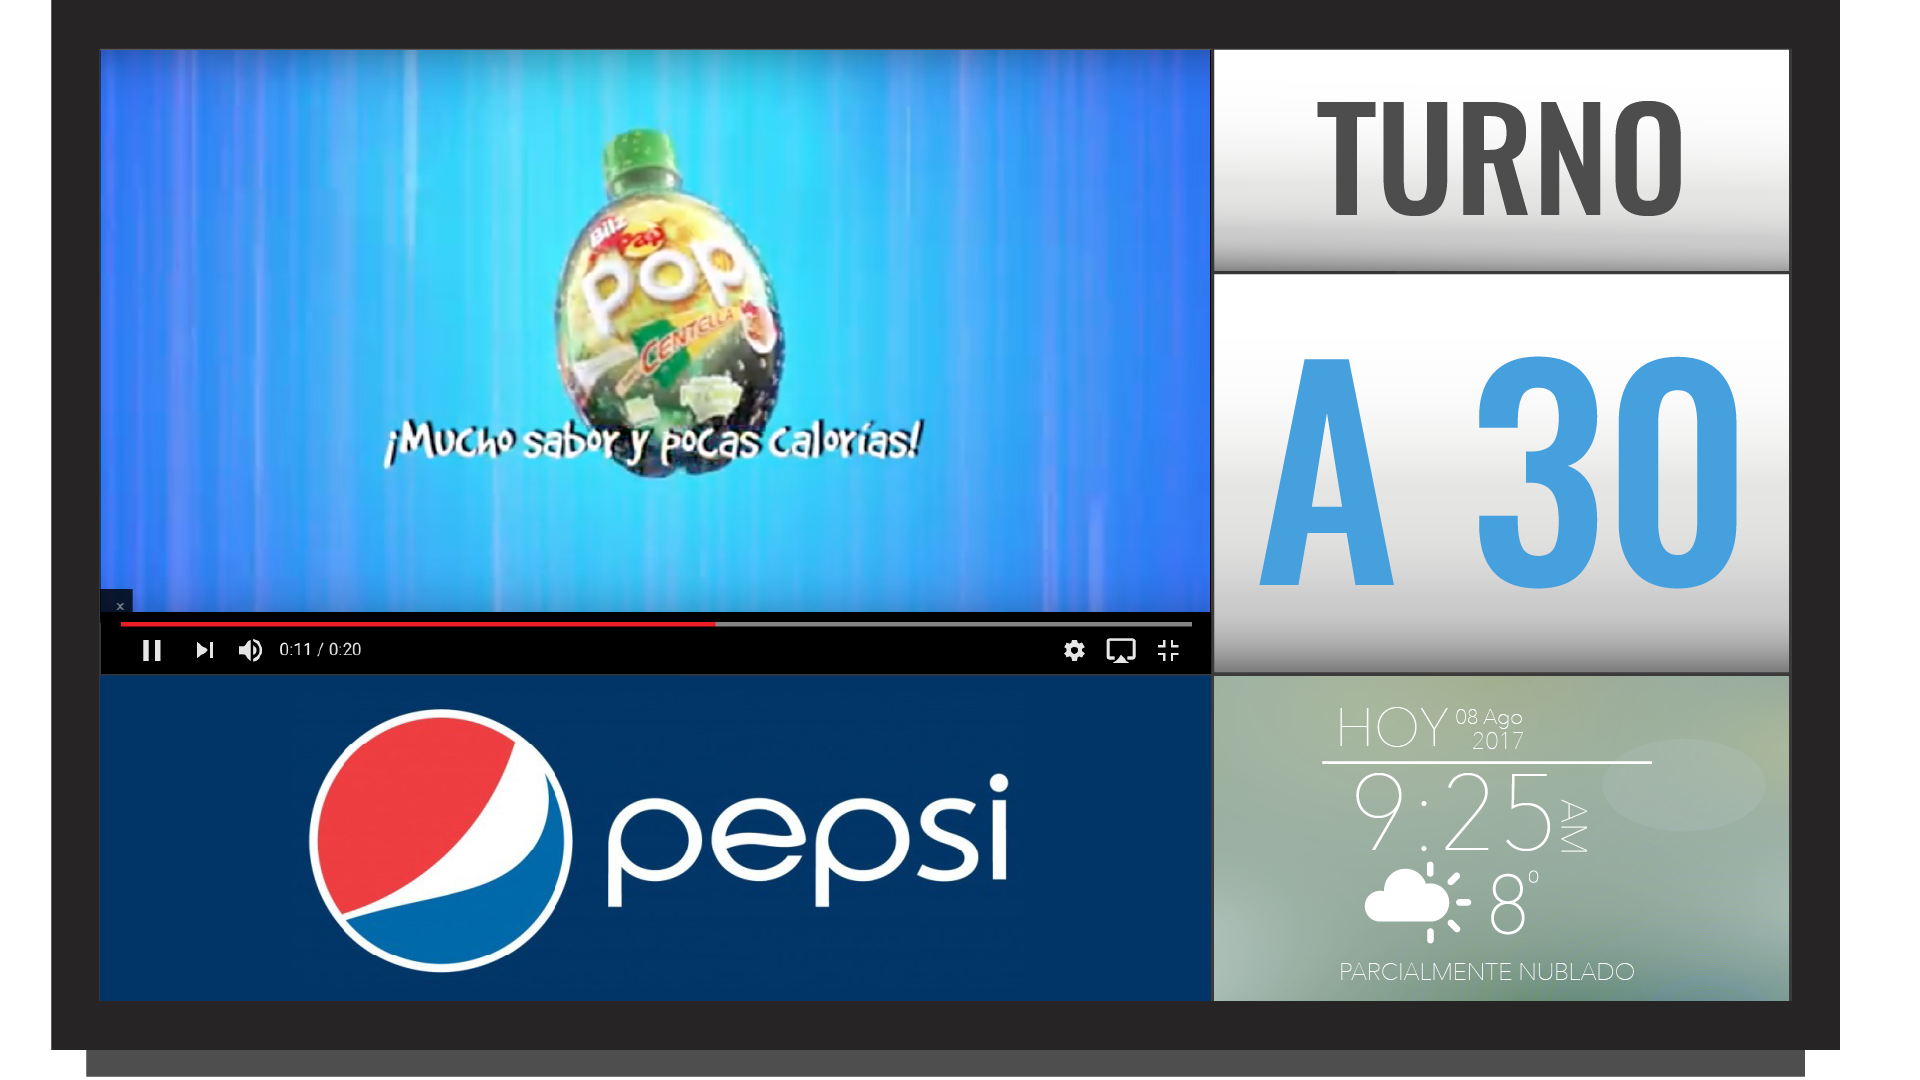 Bilz
Pap
pop
CENTELLA
¡Mucho sabor y pocas calorías!
x
0:11 / 0:20
pepsi
TURNO
A 30
HOY 08 Ago
2017
9:25 AM
8°
PARCIALMENTE NUBLADO